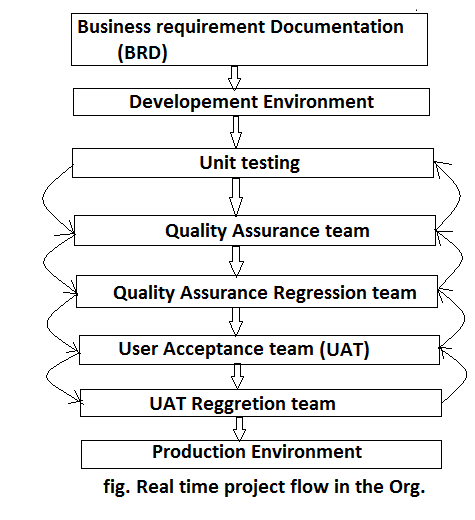 Business requirement Documentation
(BRD)
Developement Environment
Unit testing
Quality Assurance team
Quality Assurance Regression team
User Acceptance team (UAT)
UAT Reggretion team
Production Environment
fig. Real time project flow in the Org.